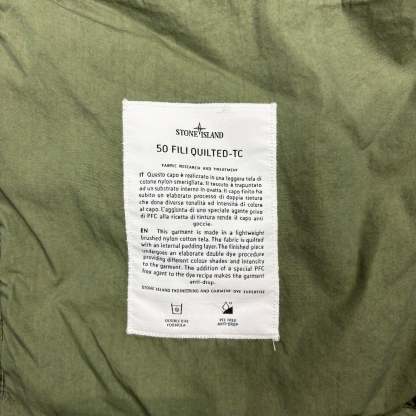 STONE ISLAND
50 FILI QUILTED-TC
FABRIC RESEARCH AND TREATMENT
IT Questo capo è realizzato in una leggera tela di
cotone nylon smerigliata. Il tessuto è trapuntato
ad un substrato interno in ovatta. Il capo finito ha
subito un elaborato processo di doppia tintura
che dona diverse tonalità ed intensità di colore
al capo. L'aggiunta di uno speciale agente privo
di PFC alla ricetta di tintura rende il capo anti
goccia.
EN This garment is made in a lightweight
brushed nylon cotton tela. The fabric is quilted
with an internal padding layer. The finished piece
undergoes an elaborated double dye procedure
providing different colour shades and intensity
to the garment. The addition of a special PFC
free agent to the dye recipe makes the garment
anti-drop.
STONE ISLAND ENGINEERING AND GARMENT DYE EXPERTISE
DOUBLE DYE
FORMULA
PFC FREE
ANTI-DROP